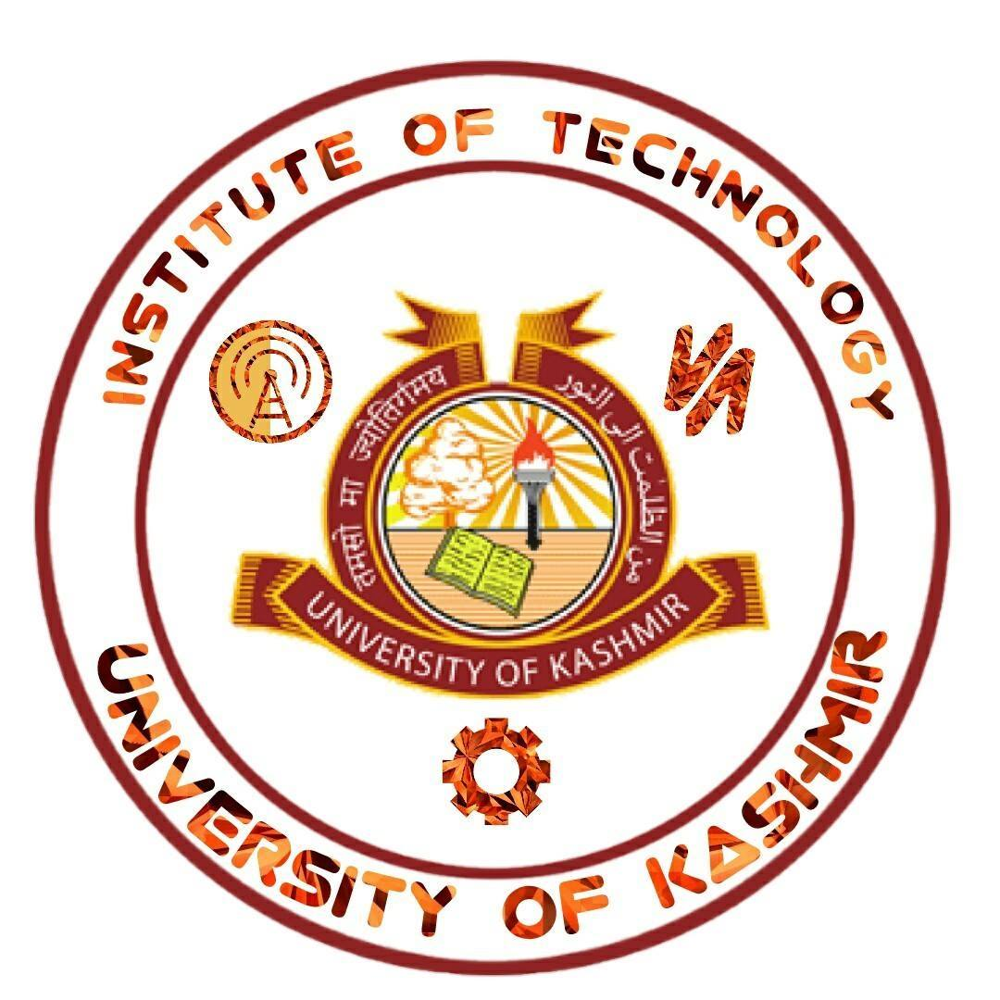 INSTITUTE OF TECHNOLOGY
तमसो मा ज्योतिर्गमय
من الظلمت الى النور
UNIVERSITY OF KASHMIR
UNIVERSITY OF KASHMIR